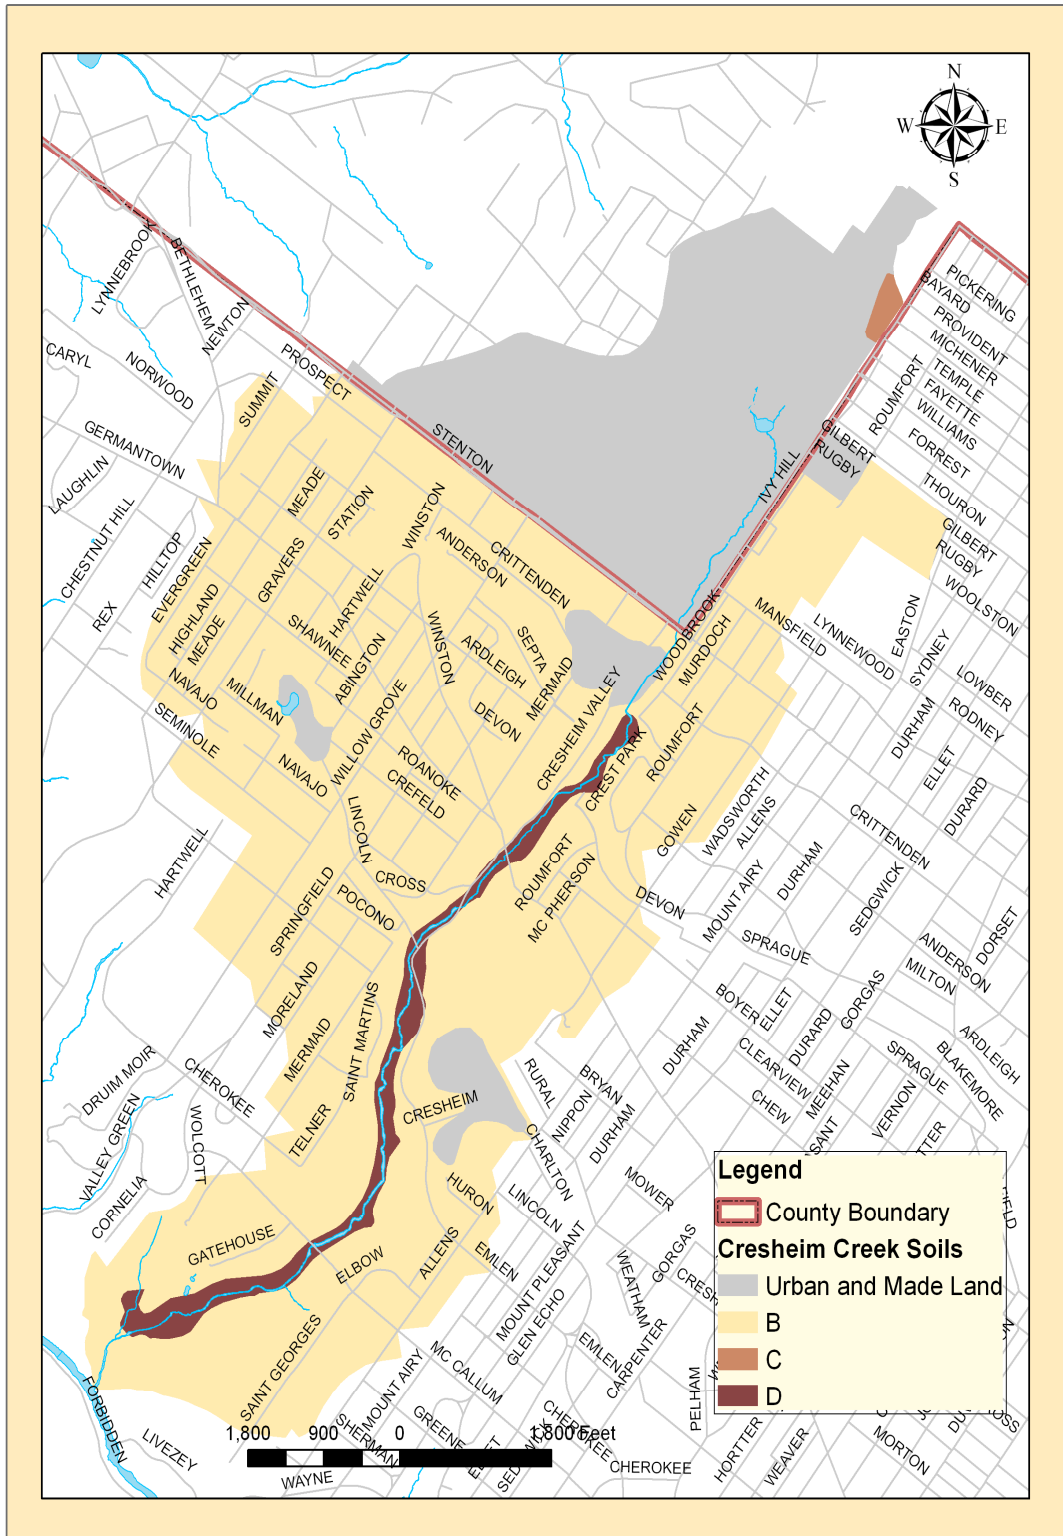 N
W E
S
LYNNEBROOK
BETHLEHEM
NEWTON
PICKERING
BAYARD
PROVIDENT
MICHENER
TEMPLE
FAYETTE
WILLIAMS
FORREST
THOURON
ROUMFORT
CARYL
NORWOOD
PROSPECT
SUMMIT
GERMANTOWN
STENTON
GILBERT
RUGBY
IVY HILL
LAUGHLIN
CHESTNUT HILL
MEADE
STATION
WINSTON
ANDERSON
CRITTENDEN
GILBERT
RUGBY
WOOLSTON
HILLTOP
EVERGREEN
GRAVERS
HARTWELL
REX
HIGHLAND
MEADE
SHAWNEE
ABINGTON
WINSTON
ARDLEIGH
SEPTA
MERMAID
WOODBROOK
MURDOCH
MANSFIELD
LYNNEWOOD
EASTON
SYDNEY
LOWBER
RODNEY
NAVAJO
MILLMAN
WILLOW GROVE
DEVON
CRESHEIM VALLEY
DURHAM
SEMINOLE
NAVAJO
ROANOKE
CREFELD
CREST PARK
ROUMFORT
ELLET
DURARD
LINCOLN
GOWEN
WADSWORTH
ALLENS
CRITTENDEN
HARTWELL
CROSS
POCONO
SPRINGFIELD
ROUMFORT
MC PHERSON
DEVON
MOUNT AIRY
DURHAM
SEDGWICK
SPRAGUE
ANDERSON
MILTON
DORSET
MORELAND
MERMAID
SAINT MARTINS
BOYER
ELLET
DURARD
GORGAS
DURHAM
CLEARVIEW
CHEW
MEEHAN
SPRAGUE
BLAKEMORE
ARDLEIGH
VERNON
DRUIM MOIR
CHEROKEE
VALLEY GREEN
WOLCOTT
CORNELIA
TELNER
CRESHEIM
RURAL
BRYAN
NIPPON
DURHAM
CHARLTON
SANT
TTER
FIELD
HURON
LINCOLN
MOWER
GATEHOUSE
ELBOW
ALLENS
EMLEN
MOUNT PLEASANT
GLEN ECHO
WEATHAM
GORGAS
CRESH
EMLEN
CARPENTER
SAINT GEORGES
MC CALLUM
MOUNT AIRY
FORBIDDEN
LIVEZEY
SHERMAN
GREENE
CHEROKEE
CHEROKEE
PELHAM
HORTTER
WEAVER
MORTON
OSS
WAYNE
Legend
County Boundary
Cresheim Creek Soils
Urban and Made Land
B
C
D
1,800 900 0 1,800 Feet